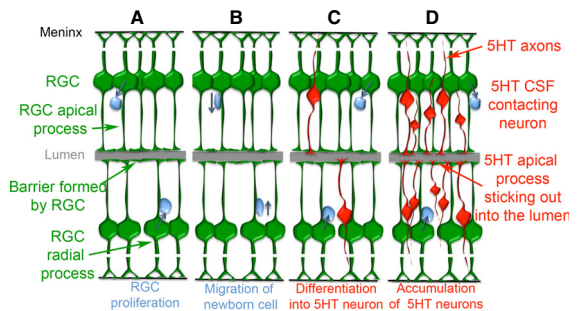 A B C D
Meninx
RGC
RGC apical
process
Lumen
Barrier formed
by RGC
RGC
radial
process
5HT axons
5HT CSF
contacting
neuron
5HT apical
process
sticking out
into the lumen
RGC
proliferation
Migration of
newborn cell
Differentiation
into 5HT neuron
Accumulation
of 5HT neurons